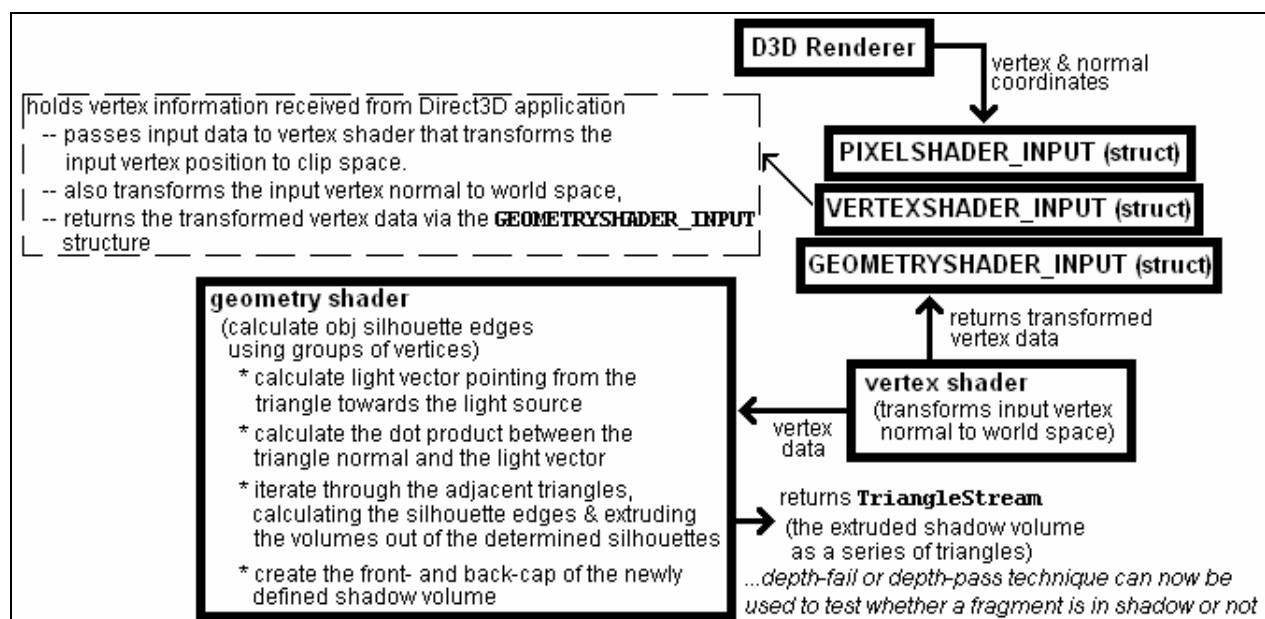 D3D Renderer
vertex & normal
coordinates
holds vertex information received from Direct3D application
-- passes input data to vertex shader that transforms the
input vertex position to clip space.
-- also transforms the input vertex normal to world space,
-- returns the transformed vertex data via the GEOMETRYSHADER_INPUT
structure
PIXELSHADER_INPUT (struct)
VERTEXSHADER_INPUT (struct)
GEOMETRYSHADER_INPUT (struct)
returns transformed
vertex data
vertex shader
(transforms input vertex
normal to world space)
vertex
data
geometry shader
(calculate obj silhouette edges
using groups of vertices)
* calculate light vector pointing from the
triangle towards the light source
* calculate the dot product between the
triangle normal and the light vector
* iterate through the adjacent triangles,
calculating the silhouette edges & extruding
the volumes out of the determined silhouettes
* create the front- and back-cap of the newly
defined shadow volume
returns TriangleStream
(the extruded shadow volume
as a series of triangles)
...depth-fail or depth-pass technique can now be
used to test whether a fragment is in shadow or not